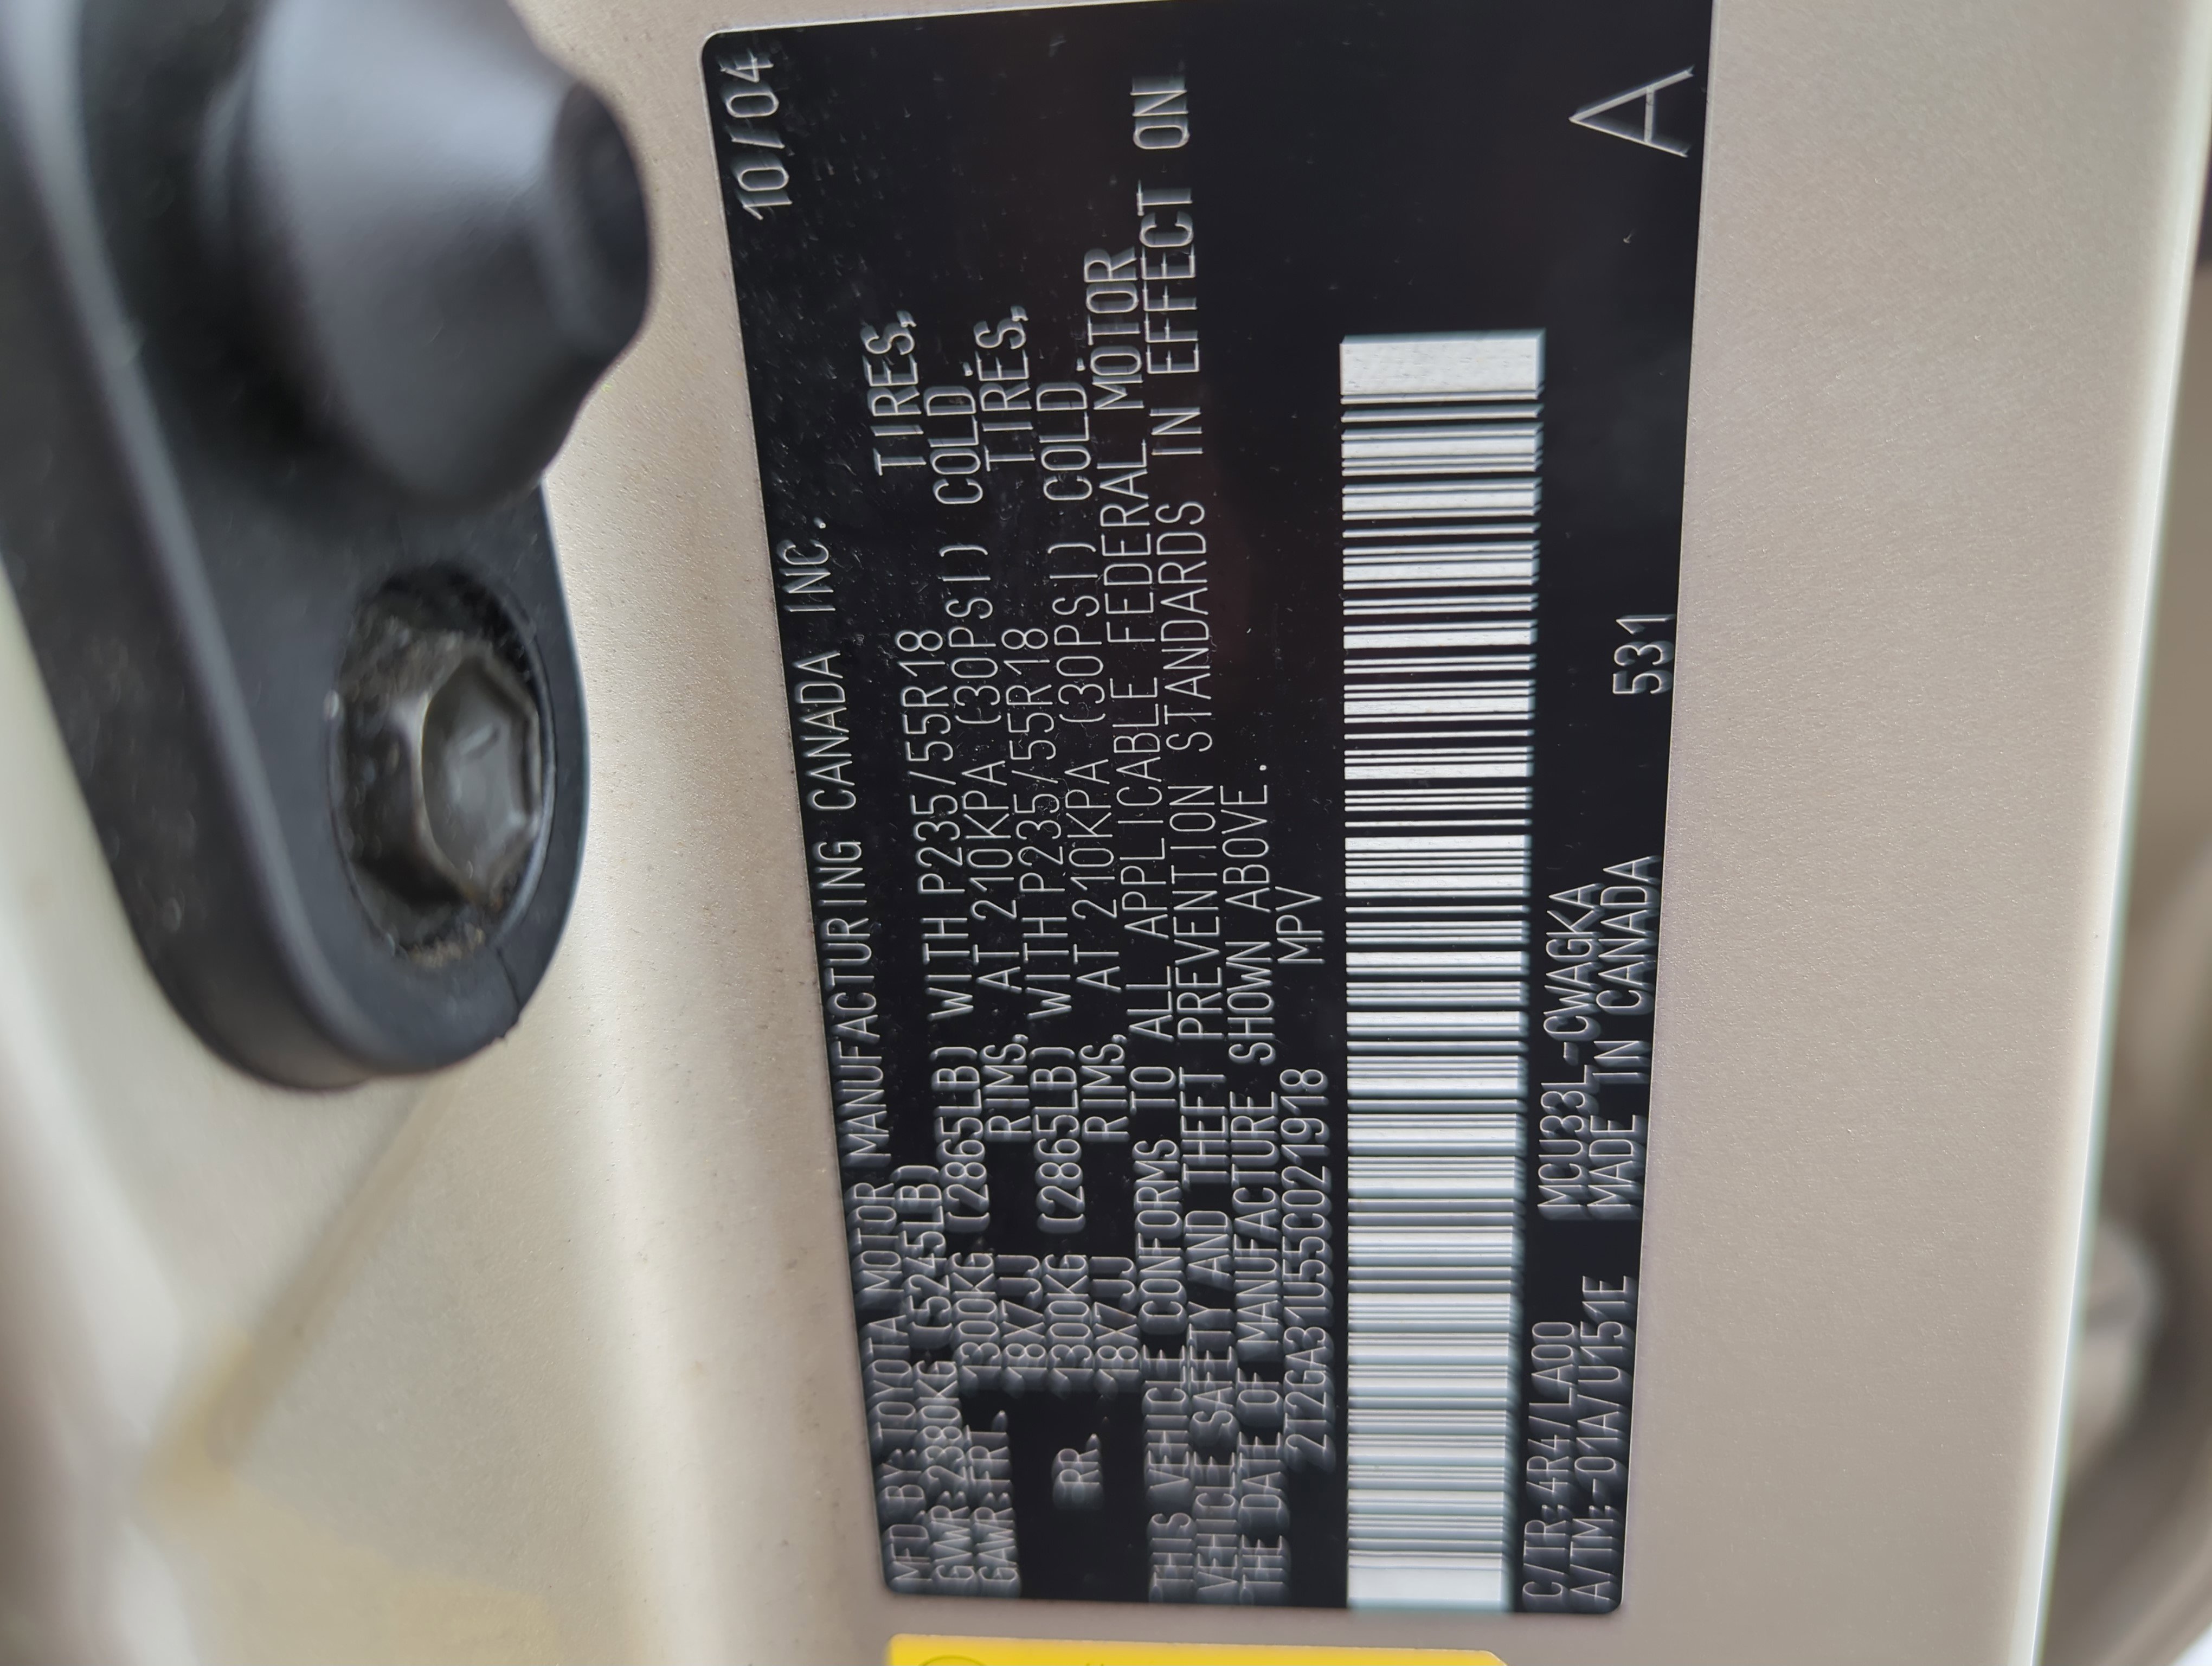 MFD. BY: TOYOTA MOTOR MANUFACTURING CANADA INC. 10/04
GVWR: 2380KG (5245LB)
GAWR: FR. 1300KG (2865LB) WITH P235/55R18 TIRES,
18X7JJ RIMS, AT 210KPA (30PSI) COLD.
RR. 1300KG (2865LB) WITH P235/55R18 TIRES,
18X7JJ RIMS, AT 210KPA (30PSI) COLD.
THIS VEHICLE CONFORMS TO ALL APPLICABLE FEDERAL MOTOR
VEHICLE SAFETY AND THEFT PREVENTION STANDARDS IN EFFECT ON
THE DATE OF MANUFACTURE SHOWN ABOVE.
2T2GA31U55C021918 MPV
C/TR: 4R4/LA00 MCU33L-CWAGKA
A/TM: -01A/U151E MADE IN CANADA 531 A